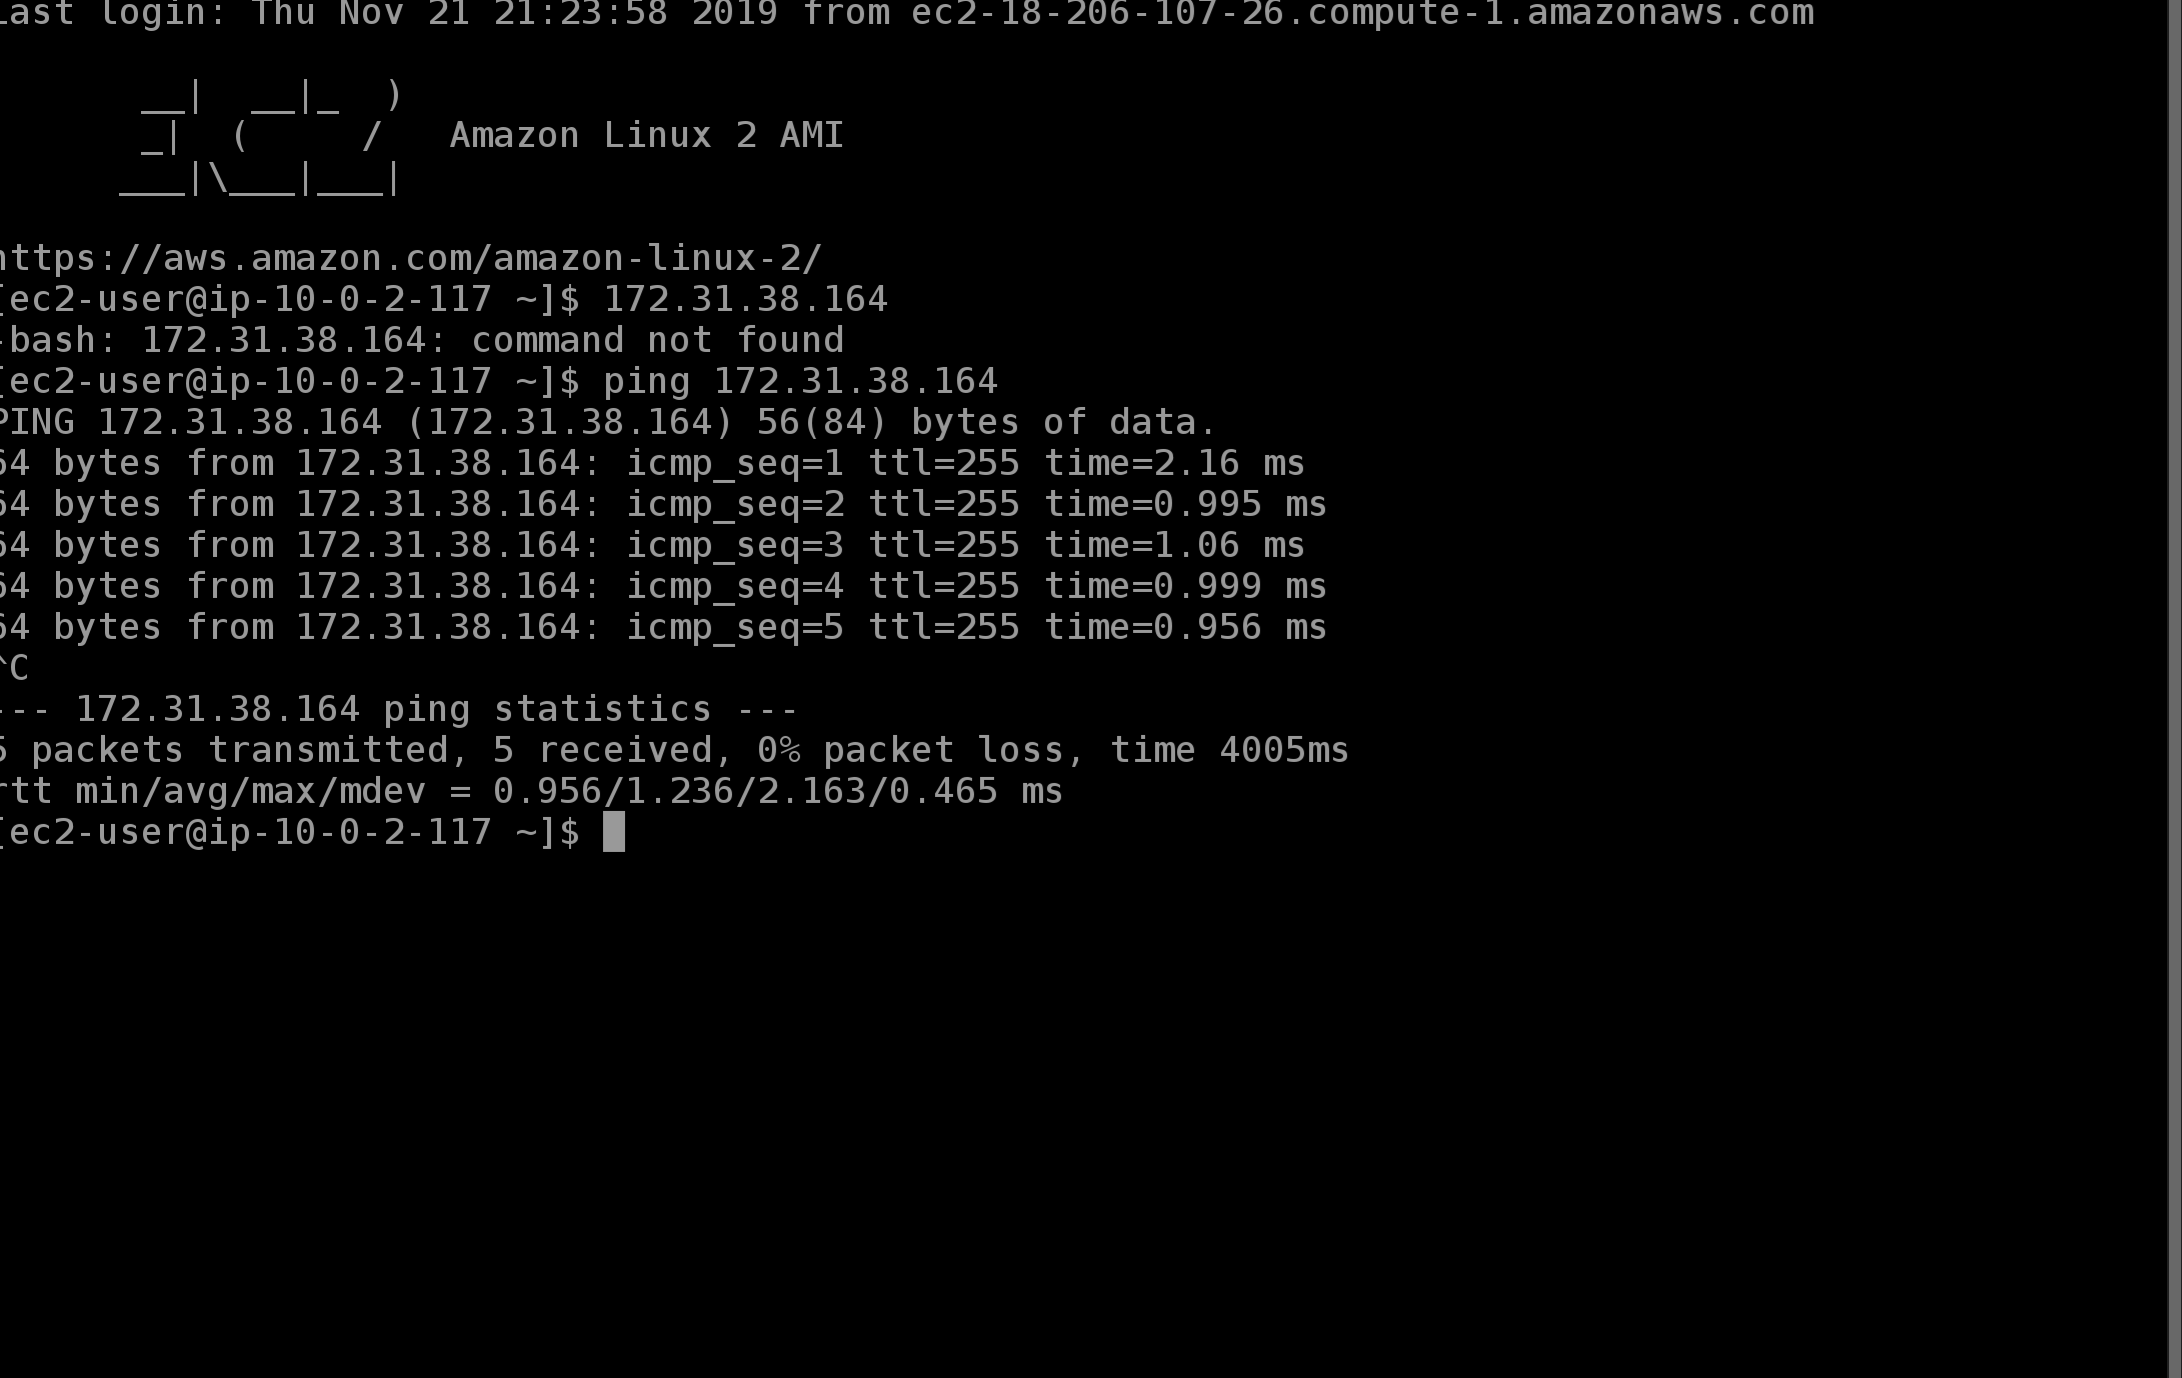 Last login: Thu Nov 21 21:23:58 2019 from ec2-18-206-107-26.compute-1.amazonaws.com
       __|  __|_  )
       _|  (     /   Amazon Linux 2 AMI
      ___|\___|___|
https://aws.amazon.com/amazon-linux-2/
[ec2-user@ip-10-0-2-117 ~]$ 172.31.38.164
-bash: 172.31.38.164: command not found
[ec2-user@ip-10-0-2-117 ~]$ ping 172.31.38.164
PING 172.31.38.164 (172.31.38.164) 56(84) bytes of data.
64 bytes from 172.31.38.164: icmp_seq=1 ttl=255 time=2.16 ms
64 bytes from 172.31.38.164: icmp_seq=2 ttl=255 time=0.995 ms
64 bytes from 172.31.38.164: icmp_seq=3 ttl=255 time=1.06 ms
64 bytes from 172.31.38.164: icmp_seq=4 ttl=255 time=0.999 ms
64 bytes from 172.31.38.164: icmp_seq=5 ttl=255 time=0.956 ms
^C
--- 172.31.38.164 ping statistics ---
5 packets transmitted, 5 received, 0% packet loss, time 4005ms
rtt min/avg/max/mdev = 0.956/1.236/2.163/0.465 ms
[ec2-user@ip-10-0-2-117 ~]$